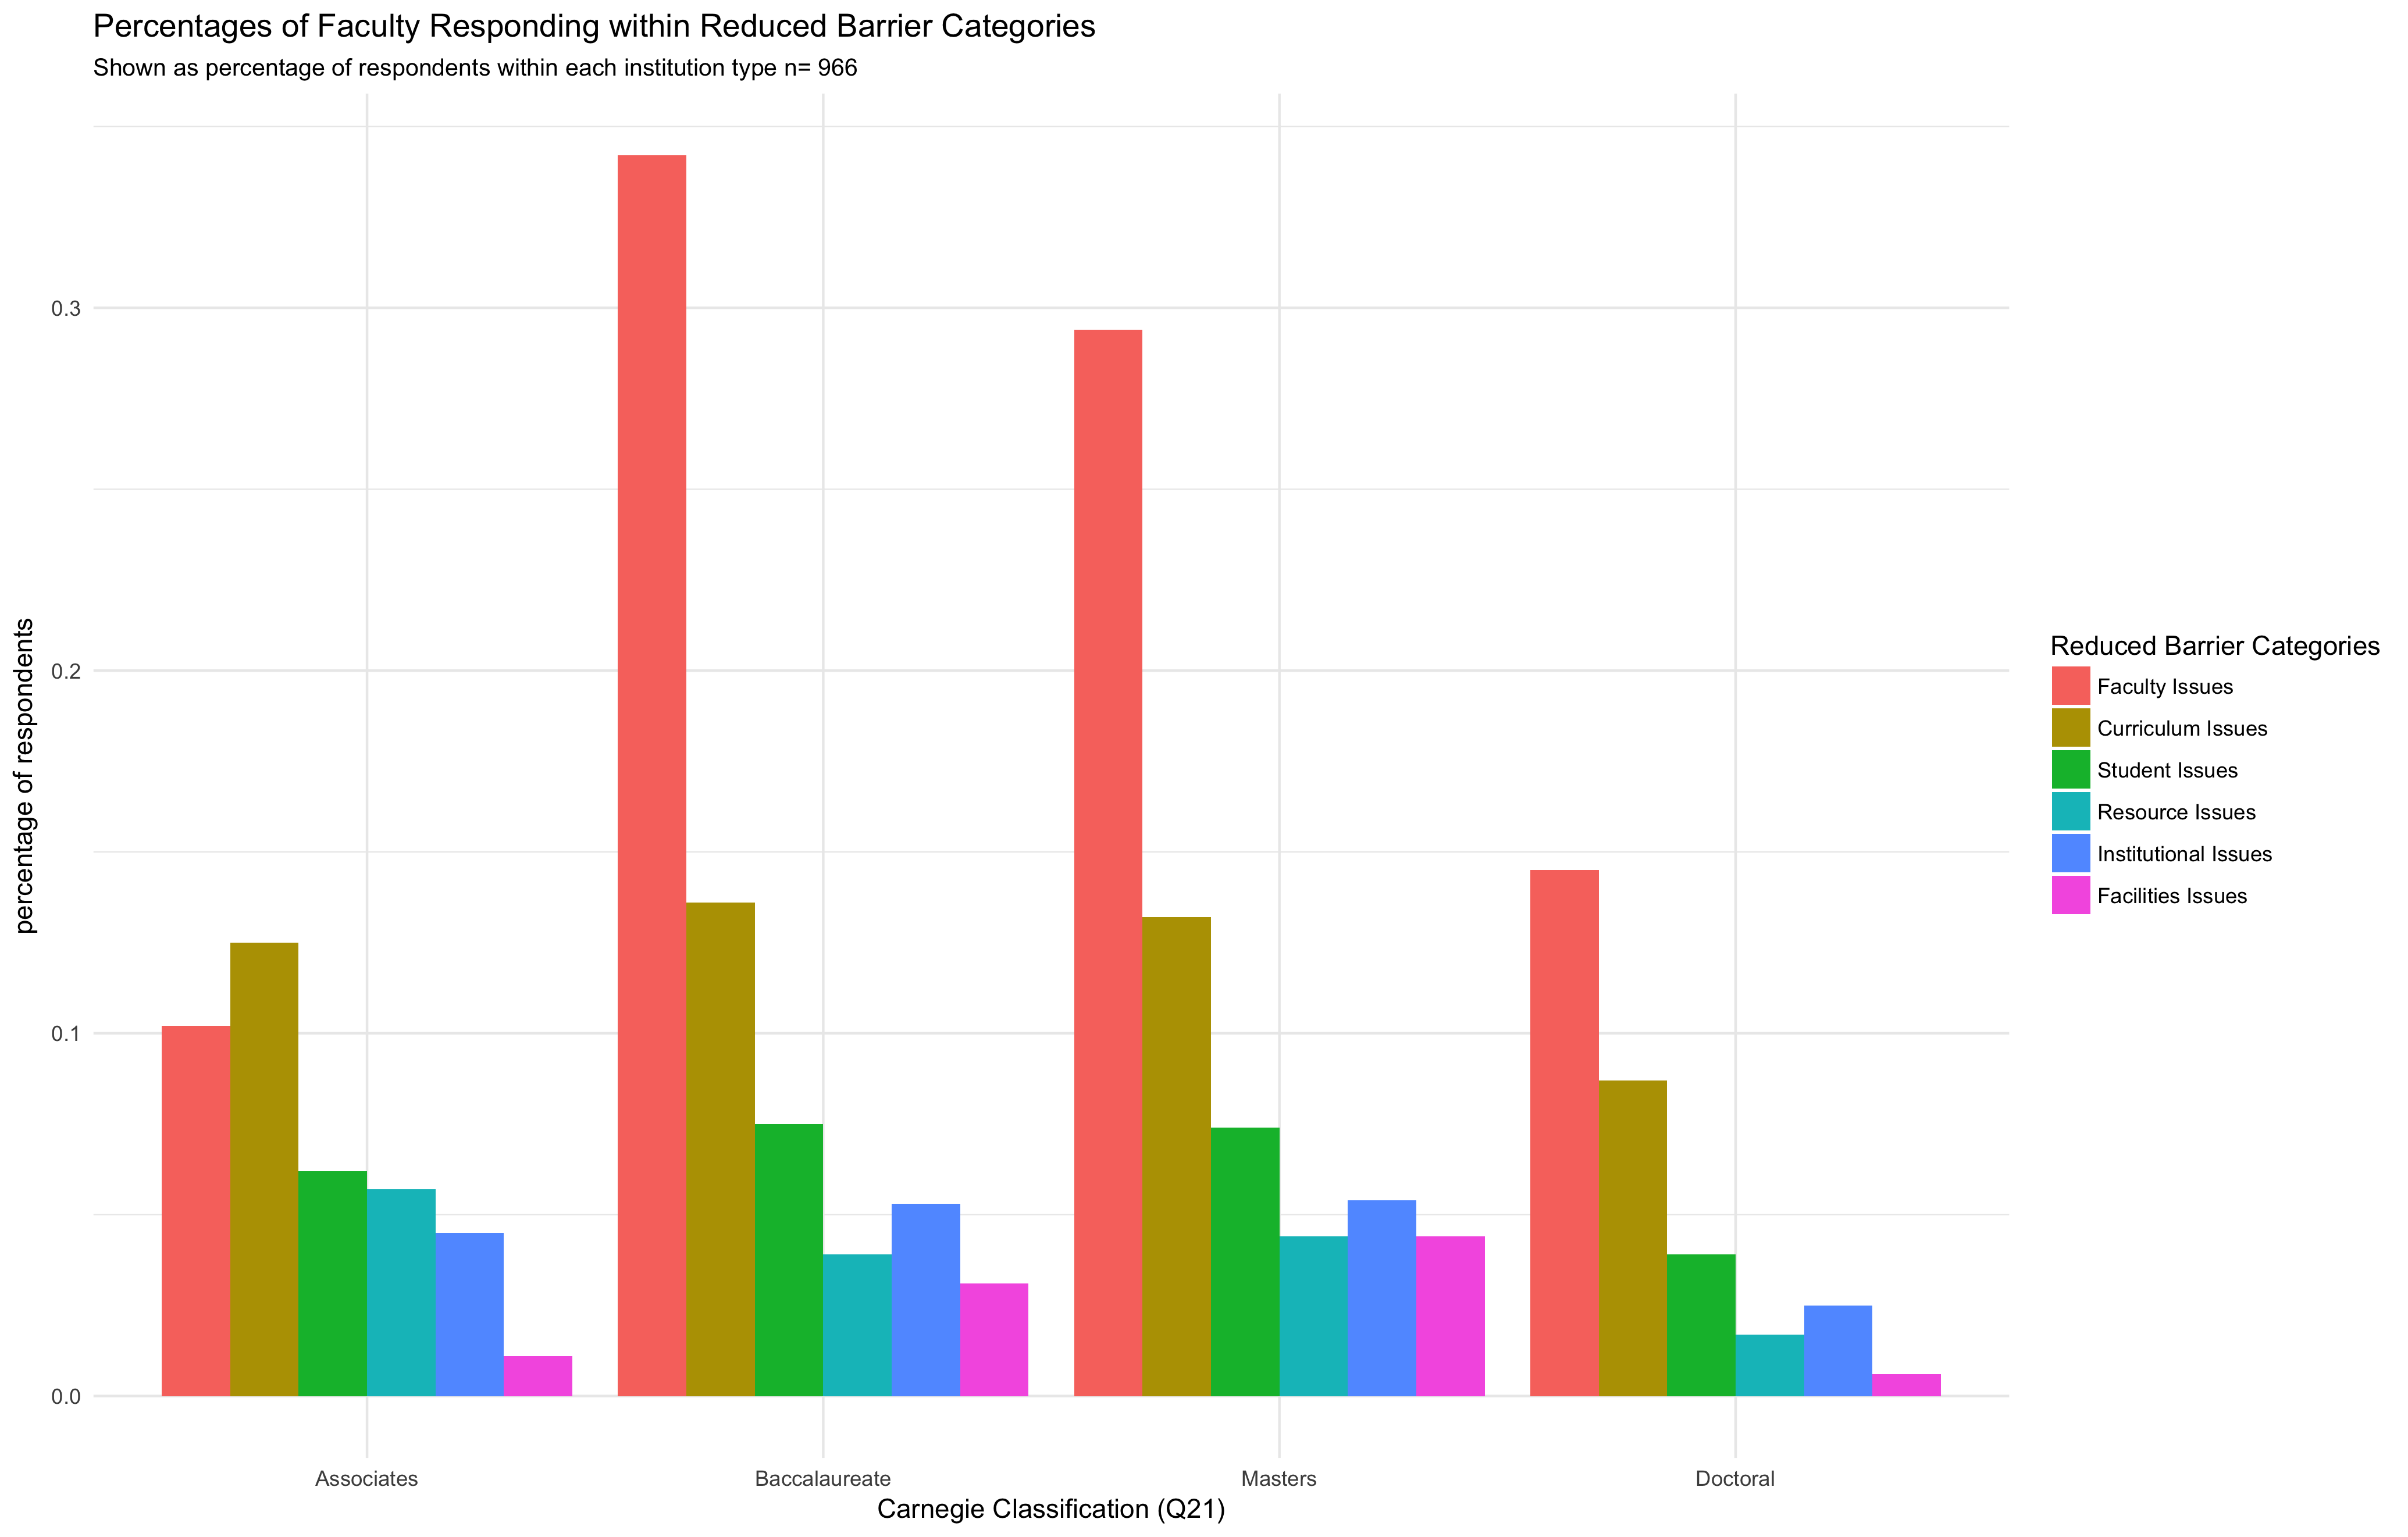 Percentages of Faculty Responding within Reduced Barrier Categories
Shown as percentage of respondents within each institution type n= 966
percentage of respondents
0.3
0.2
0.1
0.0
Associates
Baccalaureate
Masters
Doctoral
Carnegie Classification (Q21)
Reduced Barrier Categories
Faculty Issues
Curriculum Issues
Student Issues
Resource Issues
Institutional Issues
Facilities Issues